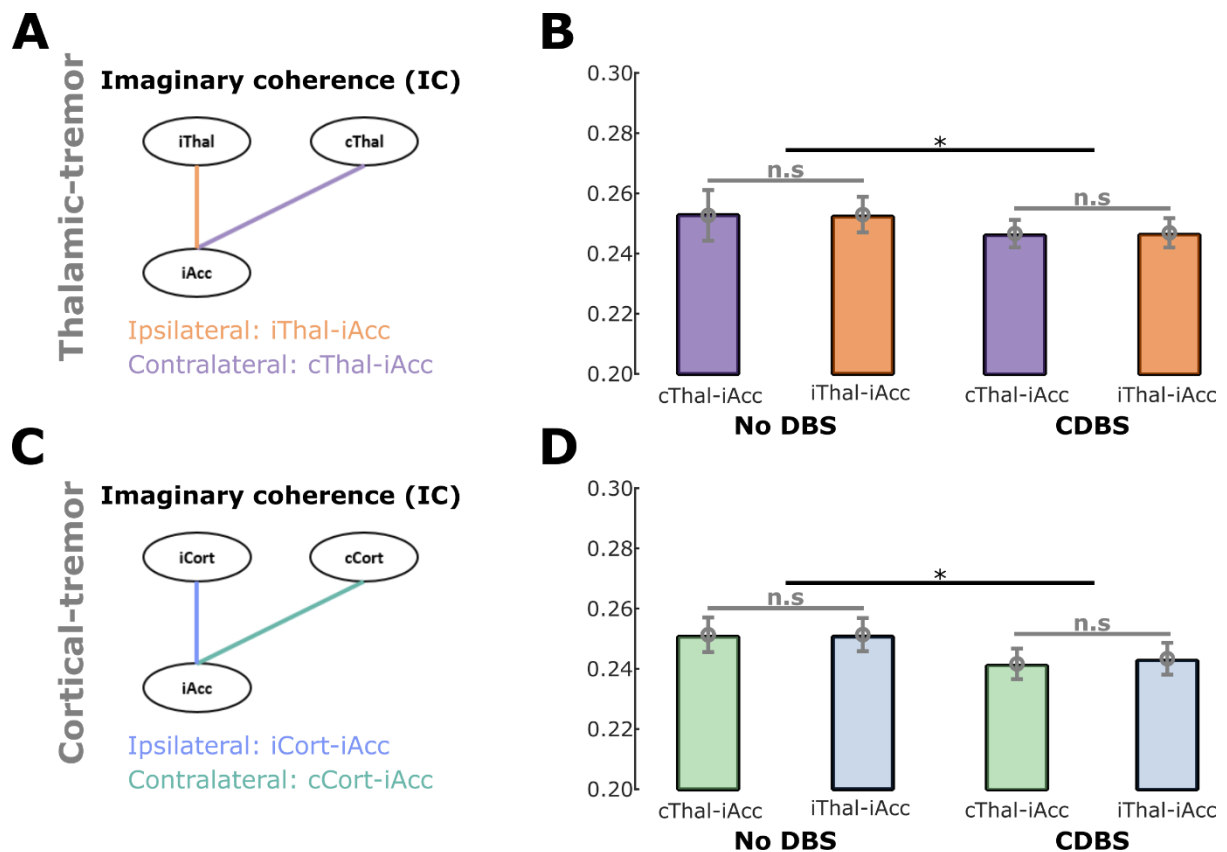 A
Thalamic-tremor
Imaginary coherence (IC)
iThal
cThal
iAcc
Ipsilateral: iThal-iAcc
Contralateral: cThal-iAcc
B
0.30
0.28
0.26
0.24
0.22
0.20
*
n.s
n.s
cThal-iAcc
iThal-iAcc
cThal-iAcc
iThal-iAcc
No DBS
CDBS
C
Cortical-tremor
Imaginary coherence (IC)
iCort
cCort
iAcc
Ipsilateral: iCort-iAcc
Contralateral: cCort-iAcc
D
0.30
0.28
0.26
0.24
0.22
0.20
*
n.s
n.s
cThal-iAcc
iThal-iAcc
cThal-iAcc
iThal-iAcc
No DBS
CDBS